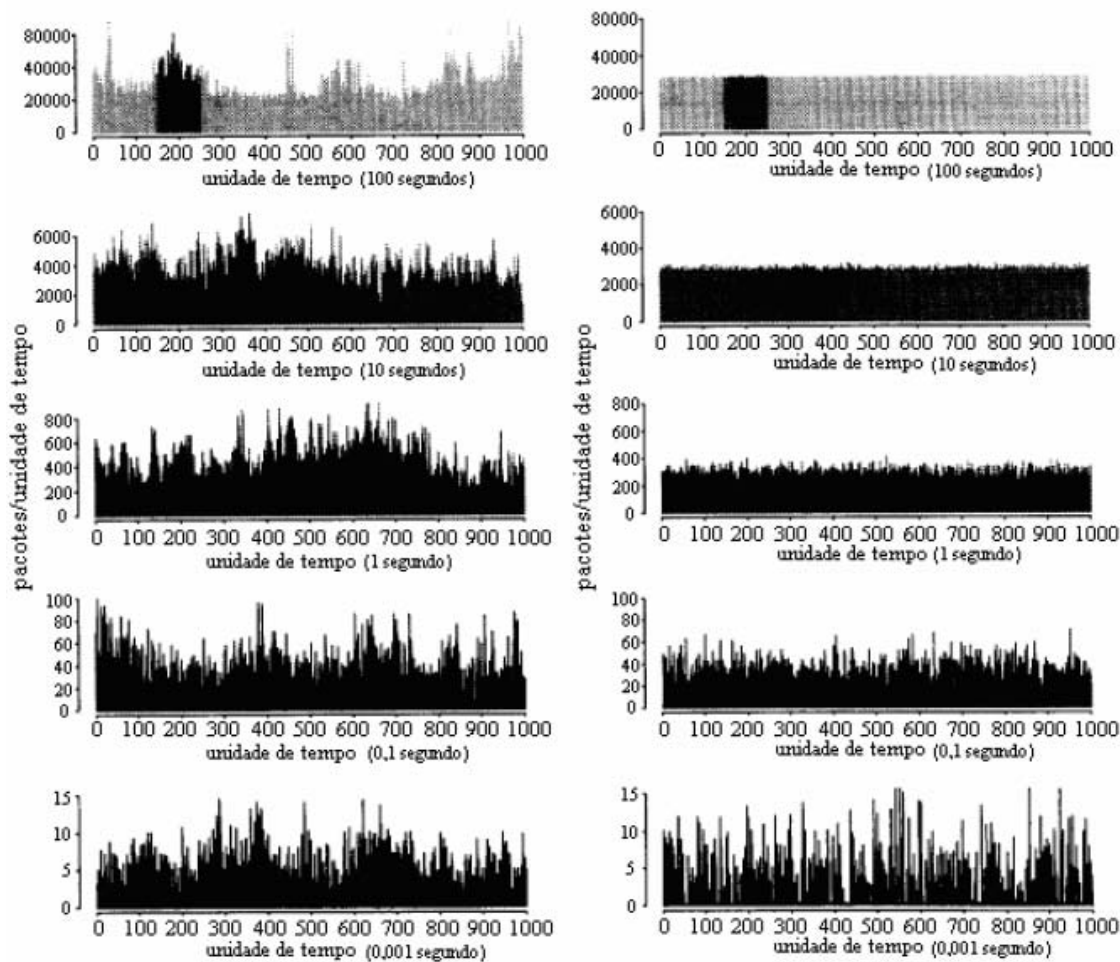 80000
40000
20000
0
0 100 200 300 400 500 600 700 800 900 1000
unidade de tempo (100 segundos)
80000
40000
20000
0
0 100 200 300 400 500 600 700 800 900 1000
unidade de tempo (100 segundos)
6000
4000
2000
0
0 100 200 300 400 500 600 700 800 900 1000
unidade de tempo (10 segundos)
6000
4000
2000
0
0 100 200 300 400 500 600 700 800 900 1000
unidade de tempo (10 segundos)
pacotes/unidade de tempo
pacotes/unidade de tempo
800
600
400
200
0
0 100 200 300 400 500 600 700 800 900 1000
unidade de tempo (1 segundo)
800
600
400
200
0
0 100 200 300 400 500 600 700 800 900 1000
unidade de tempo (1 segundo)
100
80
60
40
20
0
0 100 200 300 400 500 600 700 800 900 1000
unidade de tempo (0,1 segundo)
100
80
60
40
20
0
0 100 200 300 400 500 600 700 800 900 1000
unidade de tempo (0,1 segundo)
15
10
5
0
0 100 200 300 400 500 600 700 800 900 1000
unidade de tempo (0,001 segundo)
15
10
5
0
0 100 200 300 400 500 600 700 800 900 1000
unidade de tempo (0,001 segundo)